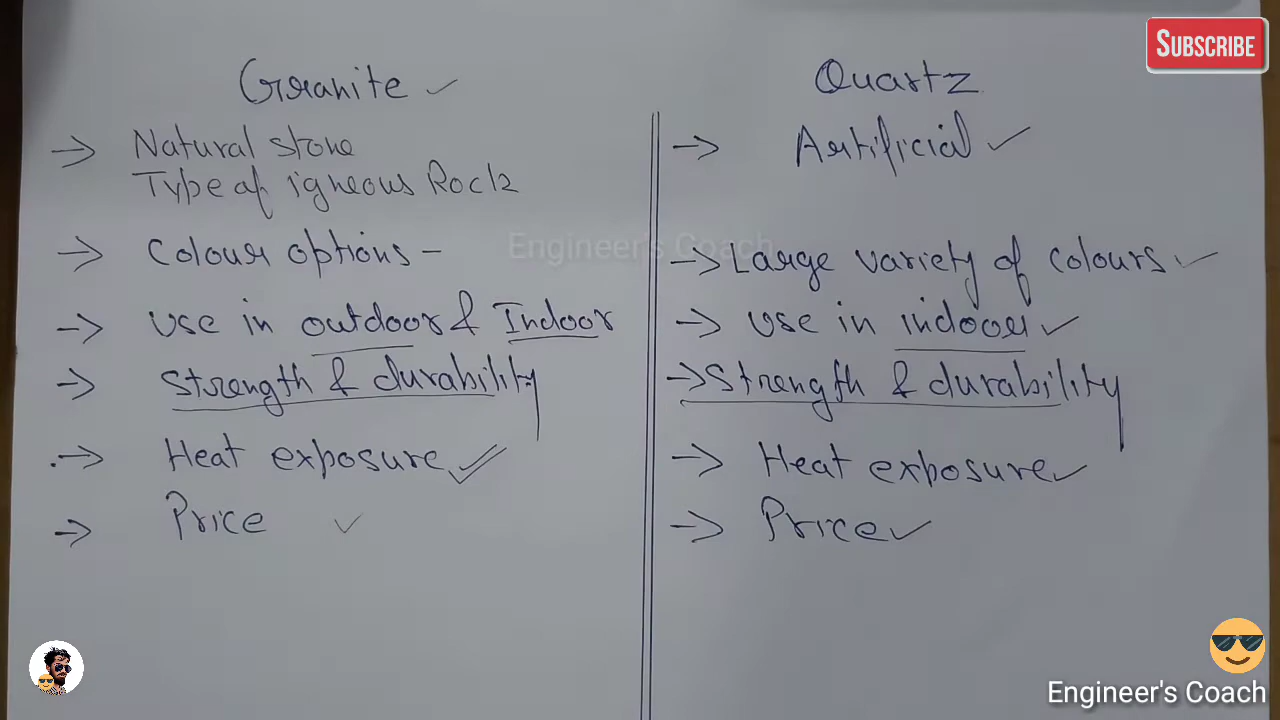 SUBSCRIBE
Granite ✓
→ Natural stone
Type of igneous Rock
→ Colour options –
→ Use in outdoor & Indoor
→ Strength & durability
→ Heat exposure ✓
→ Price ✓
Quartz
→ Artificial ✓
→ Large variety of colours ✓
→ Use in indoor ✓
→ Strength & durability
→ Heat exposure ✓
→ Price ✓
Engineer's Coach
Engineer's Coach